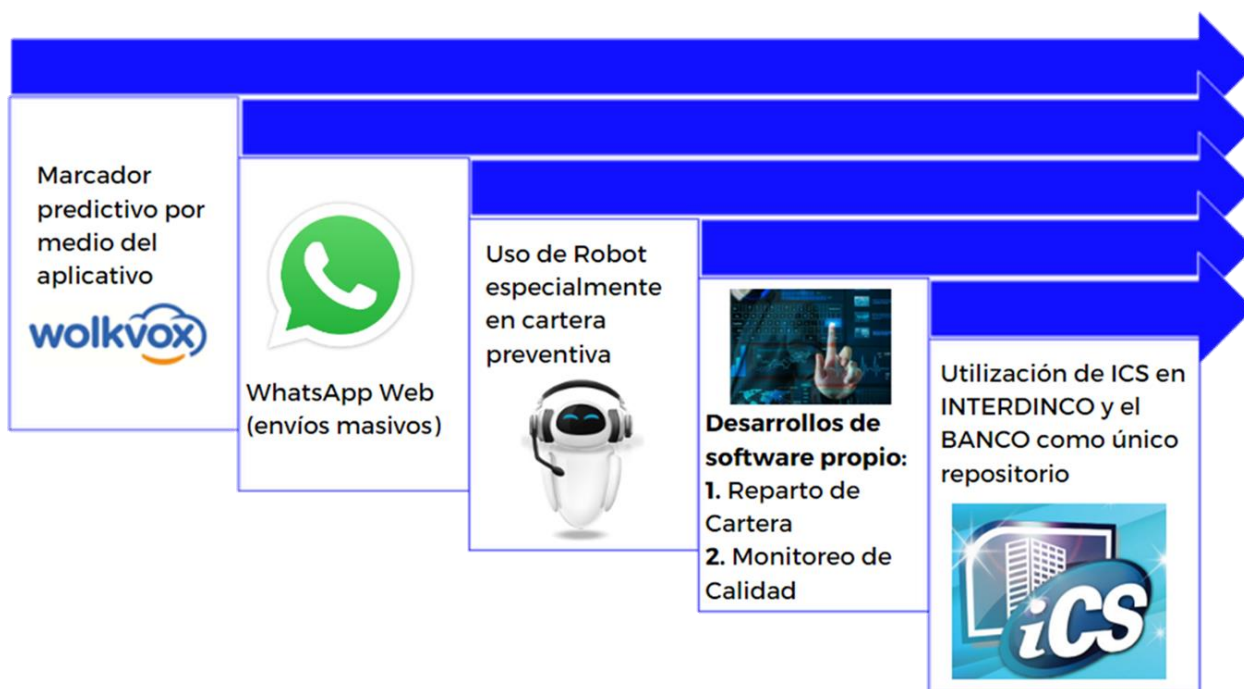 Marcador
predictivo por
medio del
aplicativo
wolkvox
WhatsApp Web
(envíos masivos)
Uso de Robot
especialmente
en cartera
preventiva
Desarrollos de
software propio:
1. Reparto de
Cartera
2. Monitoreo de
Calidad
Utilización de ICS en
INTERDINCO y el
BANCO como único
repositorio
iCS